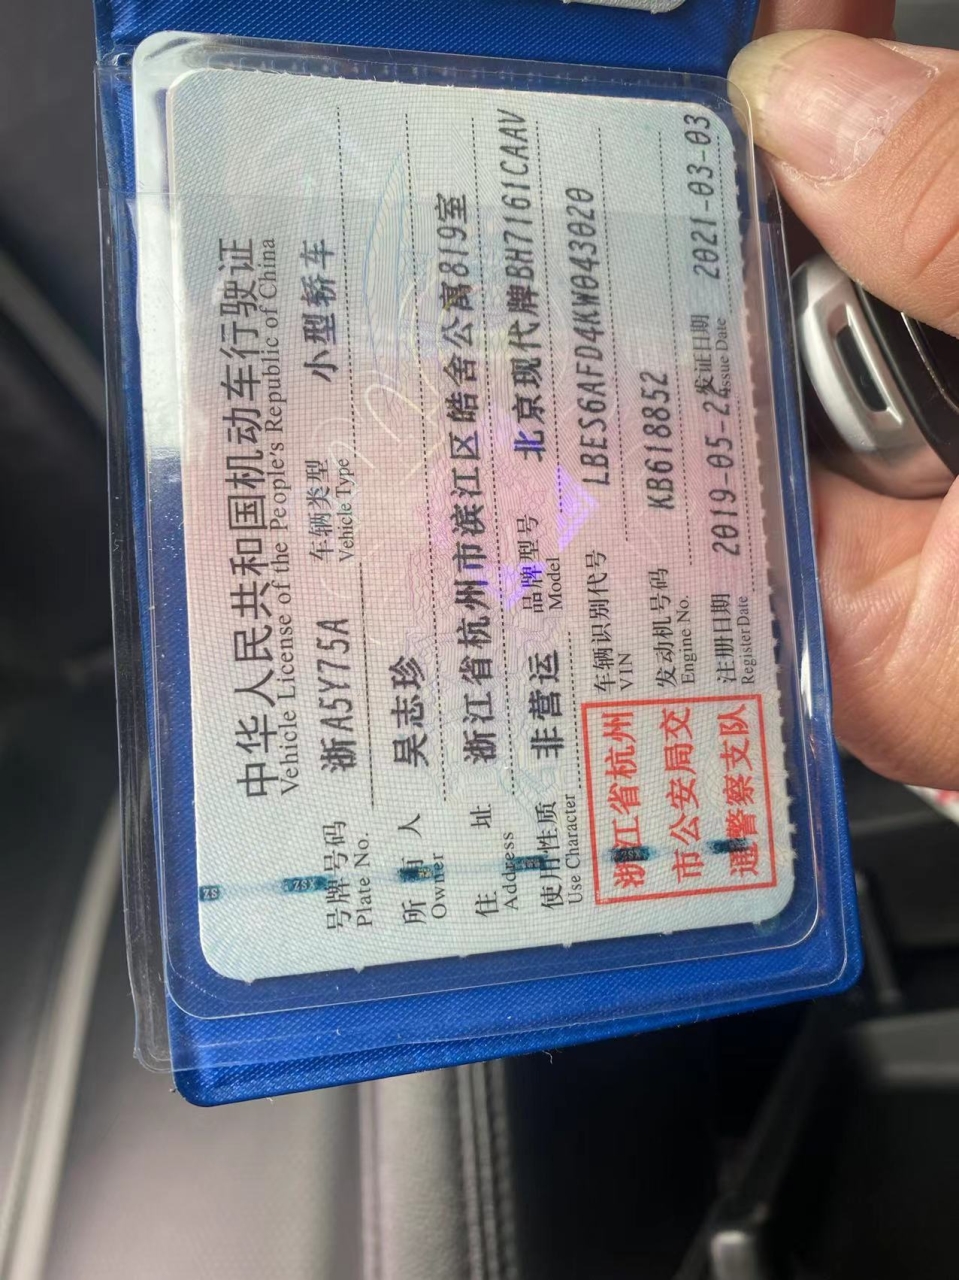 中华人民共和国机动车行驶证
Vehicle License of the People's Republic of China
号牌号码 浙A5Y75A 车辆类型 小型轿车
Plate No. Vehicle Type
所有人 吴志珍
Owner
住址 浙江省杭州市滨江区皓舍公寓819室
Address
使用性质 非营运 品牌型号 北京现代牌BH7161CAAV
Use Character Model
浙江省杭州
市公安局交
通警察支队
车辆识别代号 LBES6AFD4KW043020
VIN
发动机号码 KB618852
Engine No.
注册日期 2019-05-24 发证日期 2021-03-03
Register Date Issue Date